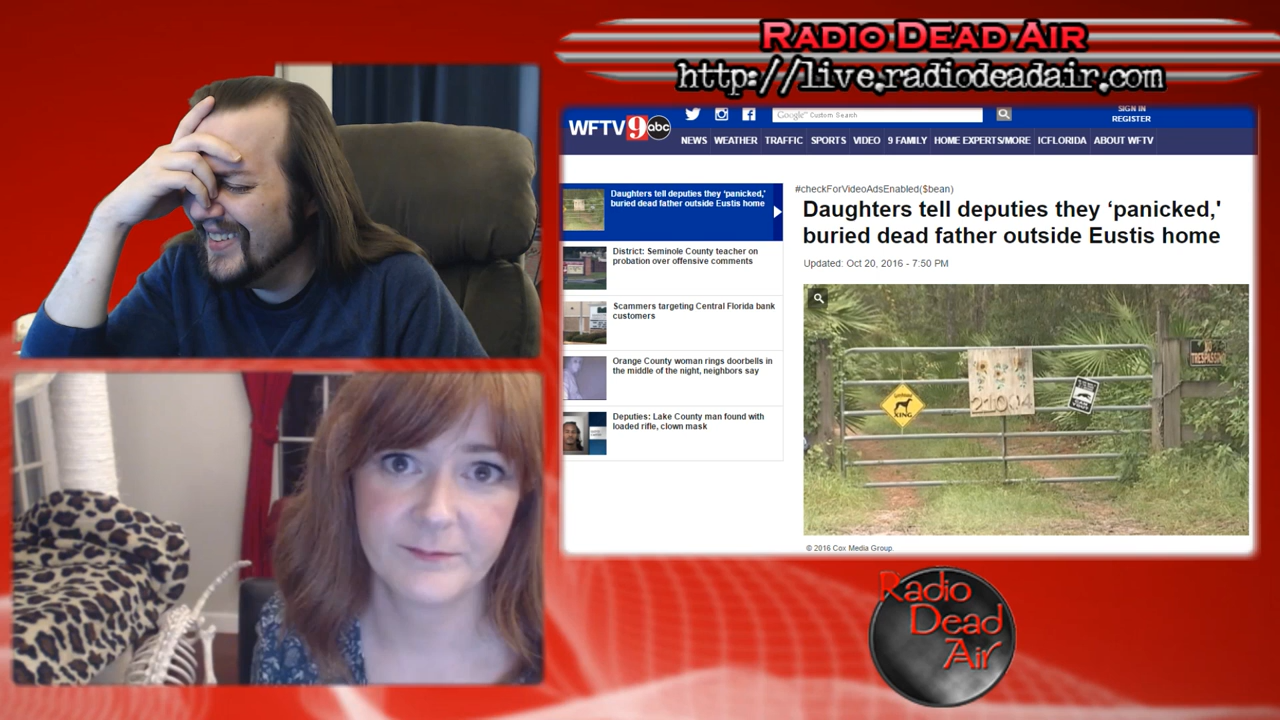 RADIO DEAD AIR
http://live.radiodeadair.com
WFTV 9 abc
Google Custom Search
SIGN IN
REGISTER
NEWS WEATHER TRAFFIC SPORTS VIDEO 9 FAMILY HOME EXPERTS/MORE ICFLORIDA ABOUT WFTV
Daughters tell deputies they ‘panicked,’
buried dead father outside Eustis home
District: Seminole County teacher on
probation over offensive comments
Scammers targeting Central Florida bank
customers
Orange County woman rings doorbells in
the middle of the night, neighbors say
Deputies: Lake County man found with
loaded rifle, clown mask
#checkForVideoAdsEnabled($bean)
Daughters tell deputies they ‘panicked,'
buried dead father outside Eustis home
Updated: Oct 20, 2016 - 7:50 PM
NO
TRESPASSING
XING
21004
© 2016 Cox Media Group.
Radio
Dead
Air